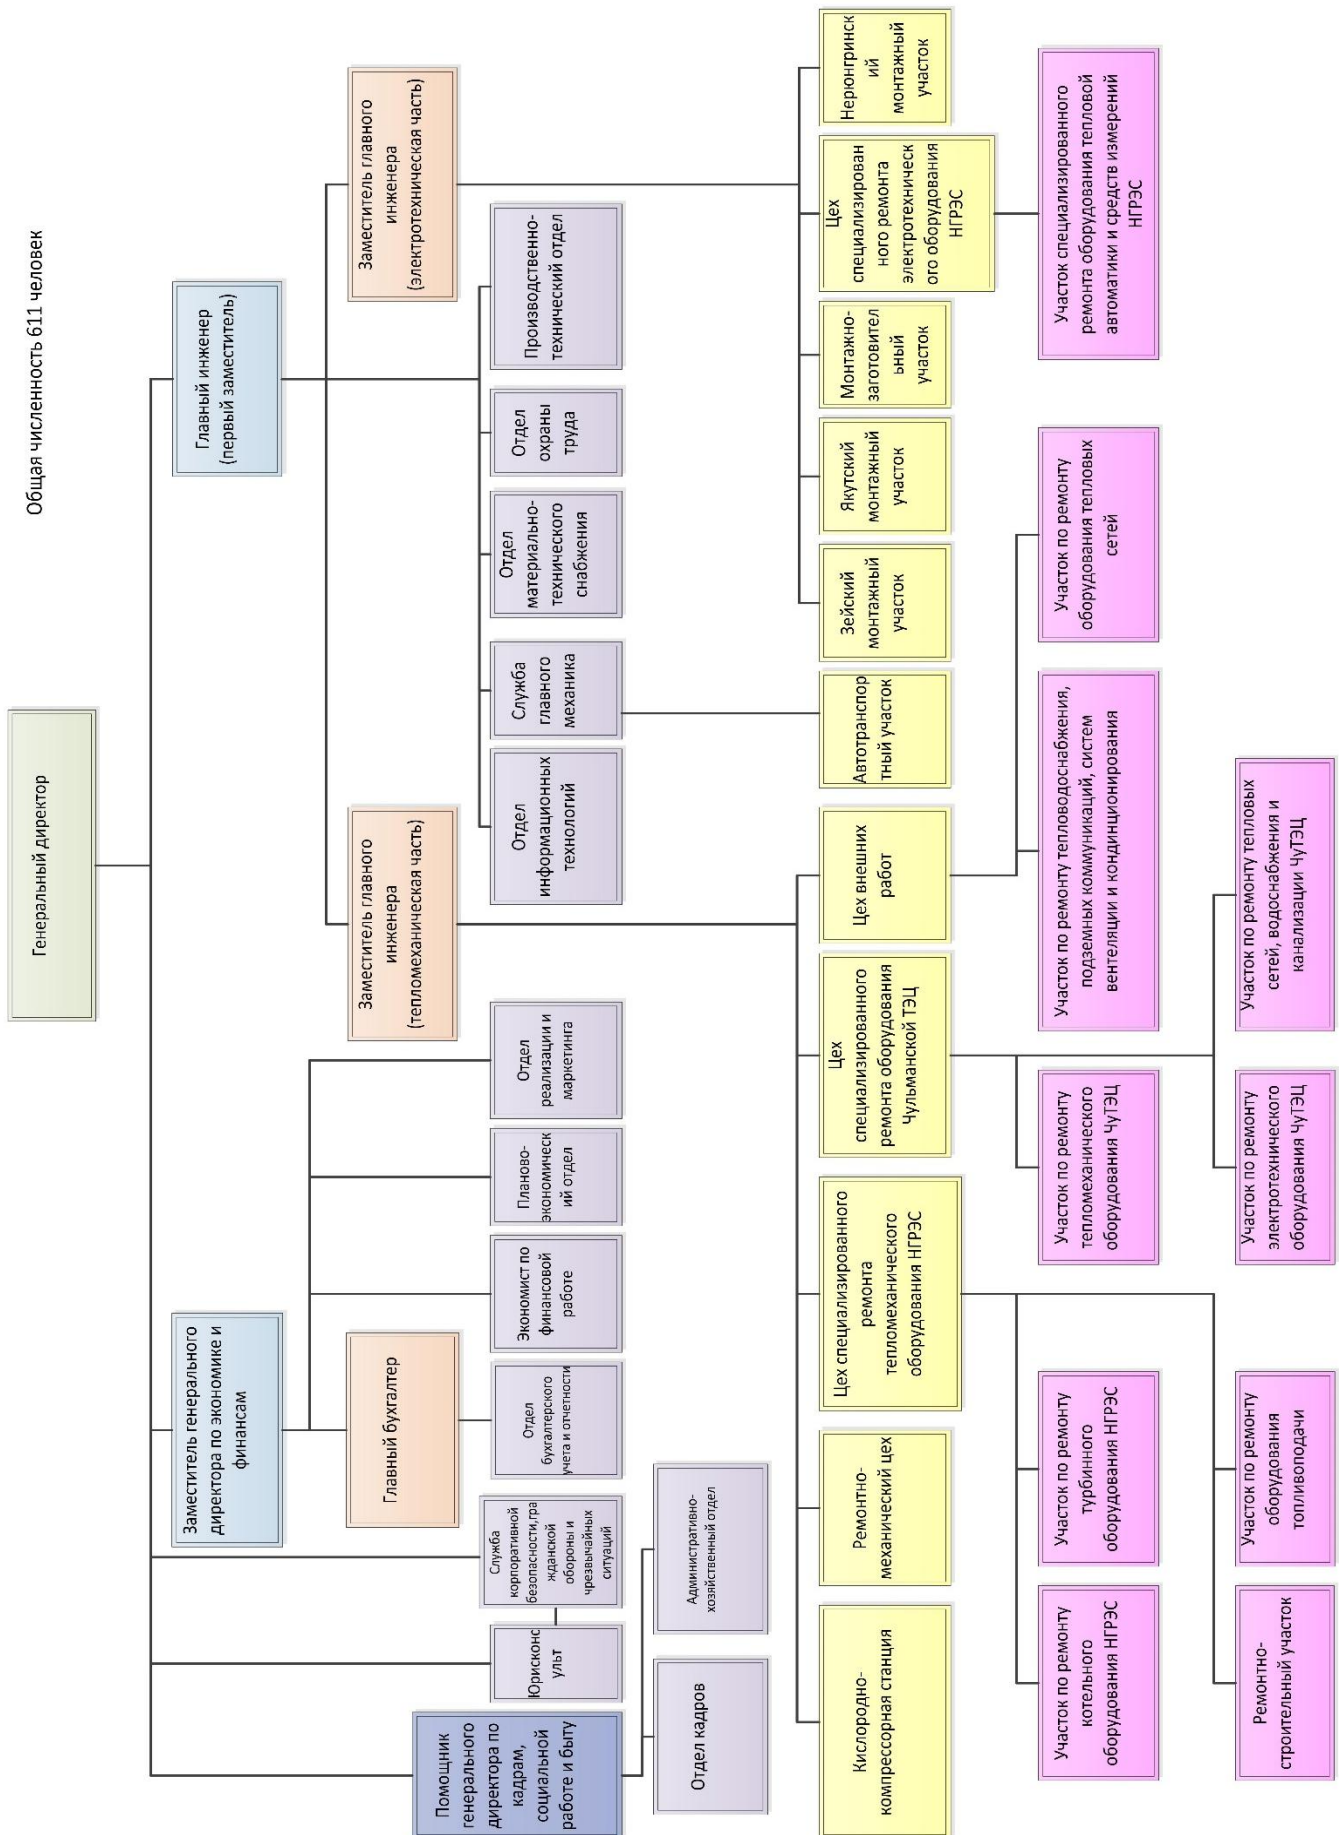 Общая численность 611 человек
Генеральный директор
Заместитель генерального
директора по экономике и
финансам
Главный инженер
(первый заместитель)
Главный бухгалтер
Заместитель главного
инженера
(тепломеханическая часть)
Заместитель главного
инженера
(электротехническая часть)
Помощник
генерального
директора по
кадрам,
социальной
работе и быту
Юрисконс
ульт
Служба
корпоративной
безопасности,гра
жданской
обороны и
чрезвычайных
ситуаций
Отдел
бухгалтерского
учета и отчетности
Экономист по
финансовой
работе
Планово-
экономическ
ий отдел
Отдел
реализации и
маркетинга
Отдел
информационных
технологий
Служба
главного
механика
Отдел
материально-
технического
снабжения
Отдел
охраны
труда
Производственно-
технический отдел
Отдел кадров
Административно-
хозяйственный отдел
Кислородно-
компрессорная станция
Ремонтно-
механический цех
Цех специализированного
ремонта
тепломеханического
оборудования НГРЭС
Цех
специализированного
ремонта оборудования
Чульманской ТЭЦ
Цех внешних
работ
Автотранспор
тный участок
Зейский
монтажный
участок
Якутский
монтажный
участок
Монтажно-
заготовител
ьный
участок
Цех
специализирован
ного ремонта
электротехническ
ого оборудования
НГРЭС
Нерюнгринск
ий
монтажный
участок
Участок по ремонту
котельного
оборудования НГРЭС
Участок по ремонту
турбинного
оборудования НГРЭС
Участок по ремонту
тепломеханического
оборудования ЧуТЭЦ
Участок по ремонту тепловодоснабжения,
подземных коммуникаций, систем
вентеляции и кондинционирования
Участок по ремонту
оборудования тепловых
сетей
Участок специализированного
ремонта оборудования тепловой
автоматики и средств измерений
НГРЭС
Ремонтно-
строительный участок
Участок по ремонту
оборудования
топливоподачи
Участок по ремонту
электротехнического
оборудования ЧуТЭЦ
Участок по ремонту тепловых
сетей, водоснабжения и
канализации ЧуТЭЦ